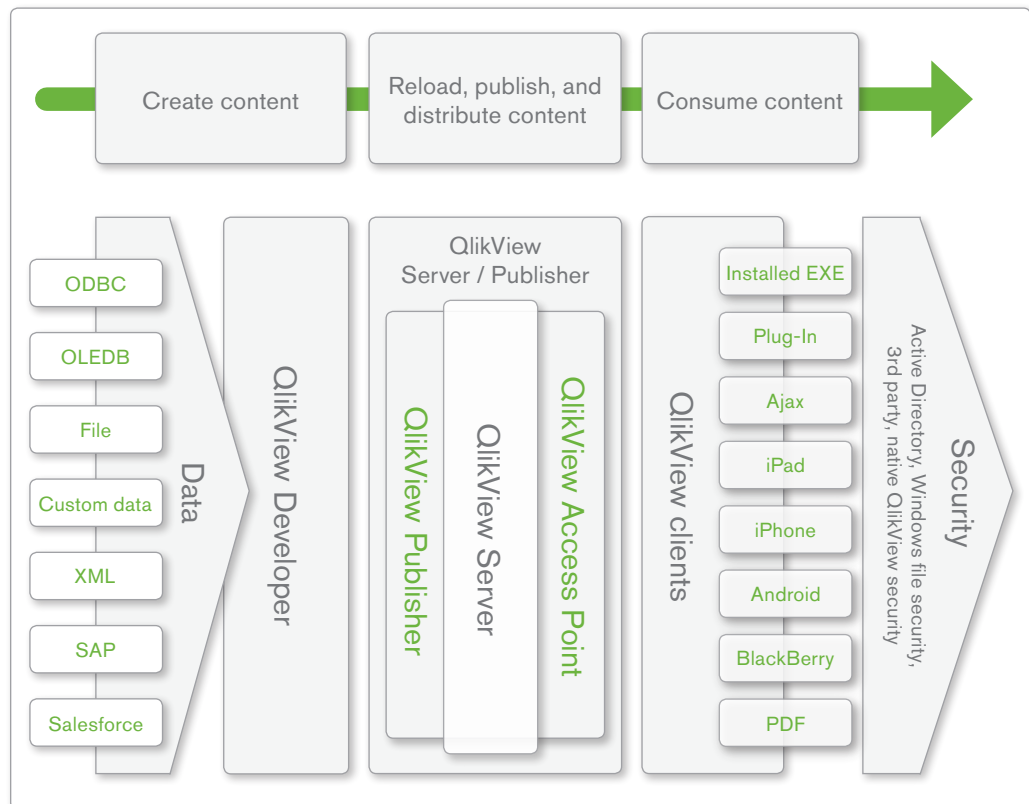 Create content
Reload, publish, and
distribute content
Consume content
ODBC
OLEDB
File
Custom data
XML
SAP
Salesforce
Data
QlikView Developer
QlikView
Server / Publisher
QlikView Publisher
QlikView Server
QlikView Access Point
QlikView clients
Installed EXE
Plug-In
Ajax
iPad
iPhone
Android
BlackBerry
PDF
Security
Active Directory, Windows file security,
3rd party, native QlikView security